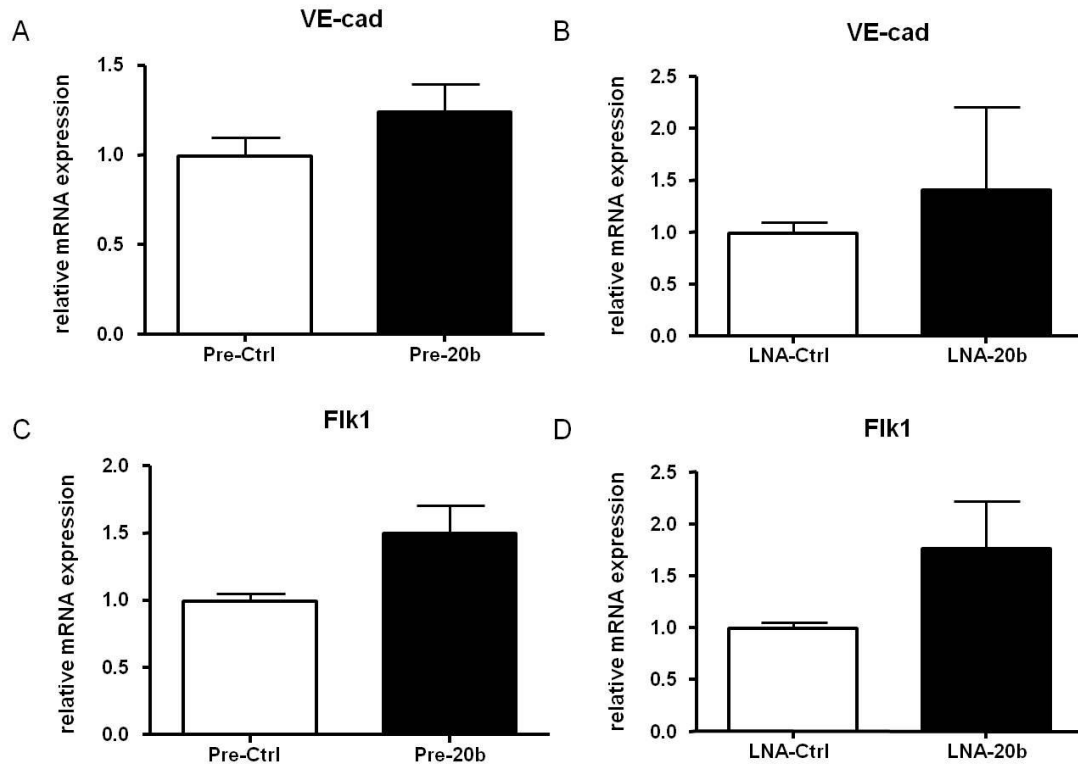 A
VE-cad
relative mRNA expression
1.5
1.0
0.5
0.0
Pre-Ctrl
Pre-20b
B
VE-cad
relative mRNA expression
2.5
2.0
1.5
1.0
0.5
0.0
LNA-Ctrl
LNA-20b
C
Flk1
relative mRNA expression
2.0
1.5
1.0
0.5
0.0
Pre-Ctrl
Pre-20b
D
Flk1
relative mRNA expression
2.5
2.0
1.5
1.0
0.5
0.0
LNA-Ctrl
LNA-20b